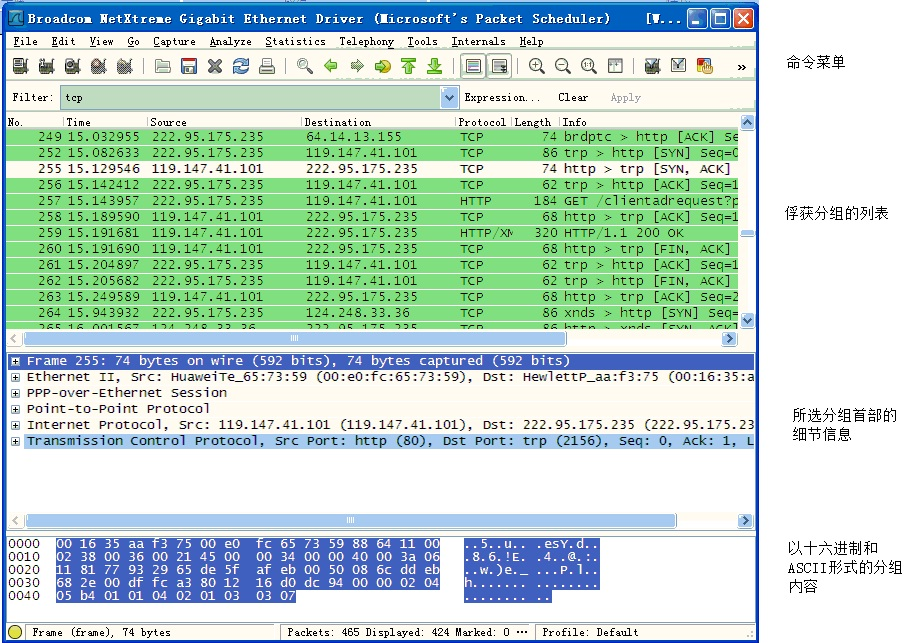 Broadcom NetXtreme Gigabit Ethernet Driver (Microsoft's Packet Scheduler) [W...
File Edit View Go Capture Analyze Statistics Telephony Tools Internals Help
命令菜单
Filter: tcp Expression... Clear Apply
No. Time Source Destination Protocol Length Info
249 15.032955 222.95.175.235 64.14.13.155 TCP 74 brdptc > http [ACK] Se
252 15.082633 222.95.175.235 119.147.41.101 TCP 86 trp > http [SYN] Seq=0
255 15.129546 119.147.41.101 222.95.175.235 TCP 74 http > trp [SYN, ACK]
256 15.142412 222.95.175.235 119.147.41.101 TCP 62 trp > http [ACK] Seq=1
257 15.143957 222.95.175.235 119.147.41.101 HTTP 184 GET /clientadrequest?p
258 15.189590 119.147.41.101 222.95.175.235 TCP 68 http > trp [ACK] Seq=1
259 15.191681 119.147.41.101 222.95.175.235 HTTP/XM 320 HTTP/1.1 200 OK
260 15.191690 119.147.41.101 222.95.175.235 TCP 68 http > trp [FIN, ACK]
261 15.204897 222.95.175.235 119.147.41.101 TCP 62 trp > http [ACK] Seq=1
262 15.205682 222.95.175.235 119.147.41.101 TCP 62 trp > http [FIN, ACK]
263 15.249589 119.147.41.101 222.95.175.235 TCP 68 http > trp [ACK] Seq=2
264 15.943932 222.95.175.235 124.248.33.36 TCP 86 xnds > http [SYN] Seq=
265 16.001567 124.248.33.36 222.95.175.235 TCP 86 http > xnds [SYN, ACK]
俘获分组的列表
Frame 255: 74 bytes on wire (592 bits), 74 bytes captured (592 bits)
Ethernet II, Src: HuaweiTe_65:73:59 (00:e0:fc:65:73:59), Dst: HewlettP_aa:f3:75 (00:16:35:a
PPP-over-Ethernet Session
Point-to-Point Protocol
Internet Protocol, Src: 119.147.41.101 (119.147.41.101), Dst: 222.95.175.235 (222.95.175.23
Transmission Control Protocol, Src Port: http (80), Dst Port: trp (2156), Seq: 0, Ack: 1, L
所选分组首部的
细节信息
0000 00 16 35 aa f3 75 00 e0 fc 65 73 59 88 64 11 00 ..5..u.. .esY.d..
0010 02 38 00 36 00 21 45 00 00 34 00 00 40 00 3a 06 .8.6.!E. .4..@.:.
0020 11 81 77 93 29 65 de 5f af eb 00 50 08 6c dd eb ..w.)e._ ...P.l..
0030 68 2e 00 df fc a3 80 12 16 d0 dc 94 00 00 02 04 h....... ........
0040 05 b4 01 01 04 02 01 03 03 07 ........ ..
以十六进制和
ASCII形式的分组
内容
Frame (frame), 74 bytes Packets: 465 Displayed: 424 Marked: 0 ··· Profile: Default